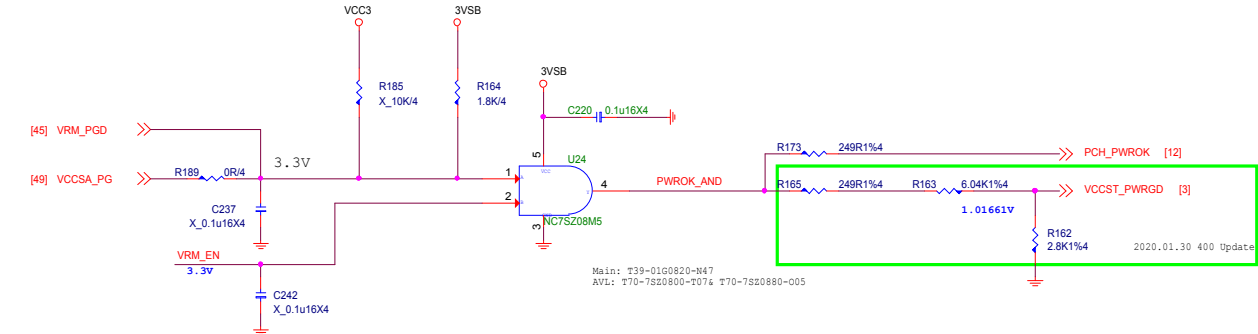 VCC3 3VSB
R185
X_10K/4
R164
1.8K/4
3VSB
C220 0.1u16X4
[45] VRM_PGD
[49] VCCSA_PG
R189 0R/4
3.3V
C237
X_0.1u16X4
1
2
5
VCC
U24
4
3
NC7SZ08M5
PWROK_AND
R173 249R1%4
PCH_PWROK [12]
R165 249R1%4
R163 6.04K1%4
VCCST_PWRGD [3]
1.01661V
R162
2.8K1%4
2020.01.30 400 Update
VRM_EN
3.3V
C242
X_0.1u16X4
Main: T39-01G0820-N47
AVL: T70-7SZ0800-T07& T70-7SZ0880-O05